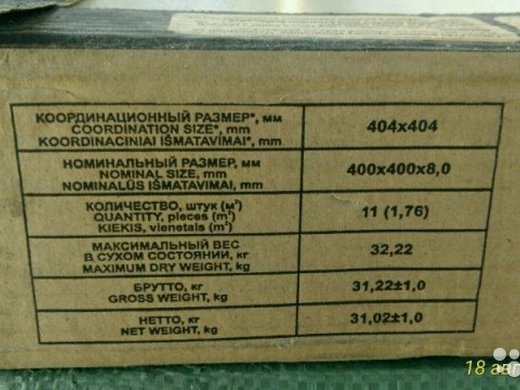 КООРДИНАЦИОННЫЙ РАЗМЕР*, мм
COORDINATION SIZE*, mm
KOORDINACINIAI IŠMATAVIMAI*, mm
404х404
НОМИНАЛЬНЫЙ РАЗМЕР, мм
NOMINAL SIZE, mm
NOMINALŪS IŠMATAVIMAI, mm
400х400х8,0
КОЛИЧЕСТВО, штук (м²)
QUANTITY, pieces (m²)
KIEKIS, vienetais (m²)
11 (1,76)
МАКСИМАЛЬНЫЙ ВЕС
В СУХОМ СОСТОЯНИИ, кг
MAXIMUM DRY WEIGHT, kg
32,22
БРУТТО, кг
GROSS WEIGHT, kg
31,22±1,0
НЕТТО, кг
NET WEIGHT, kg
31,02±1,0
18 авг